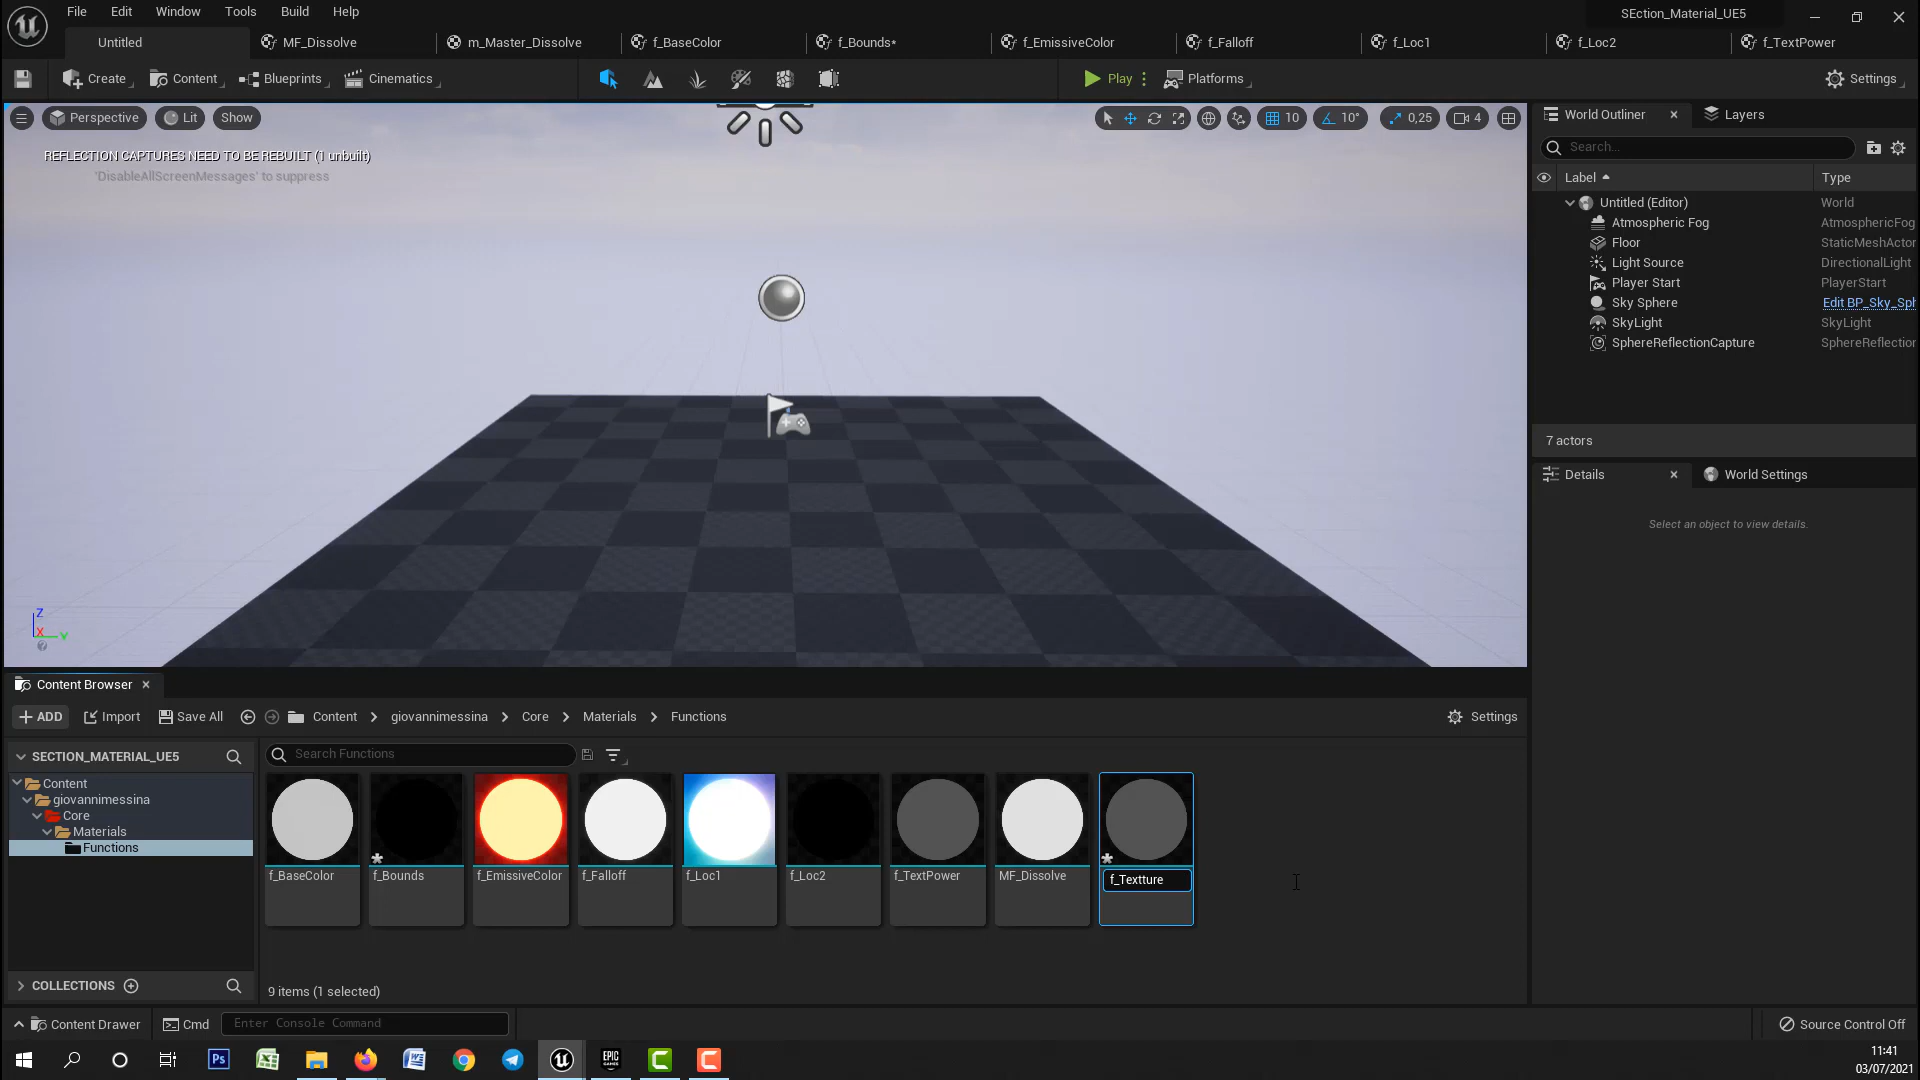 File Edit Window Tools Build Help
SEction_Material_UE5
Untitled MF_Dissolve m_Master_Dissolve f_BaseColor f_Bounds* f_EmissiveColor f_Falloff f_Loc1 f_Loc2 f_TextPower
Create Content Blueprints Cinematics Play Platforms Settings
Perspective Lit Show 10 10° 0,25 4
REFLECTION CAPTURES NEED TO BE REBUILT (1 unbuilt)
'DisableAllScreenMessages' to suppress
Z
X Y
World Outliner Layers
Search...
Label Type
Untitled (Editor) World
Atmospheric Fog AtmosphericFog
Floor StaticMeshActor
Light Source DirectionalLight
Player Start PlayerStart
Sky Sphere Edit BP_Sky_Sph
SkyLight SkyLight
SphereReflectionCapture SphereReflection
7 actors
Details World Settings
Select an object to view details.
Content Browser
ADD Import Save All Content giovannimessina Core Materials Functions Settings
SECTION_MATERIAL_UE5
Search Functions
Content
giovannimessina
Core
Materials
Functions
f_BaseColor f_Bounds f_EmissiveColor f_Falloff f_Loc1 f_Loc2 f_TextPower MF_Dissolve f_Textture
COLLECTIONS
9 items (1 selected)
Content Drawer Cmd Enter Console Command Source Control Off
Ps EPIC GAMES
11:41
03/07/2021